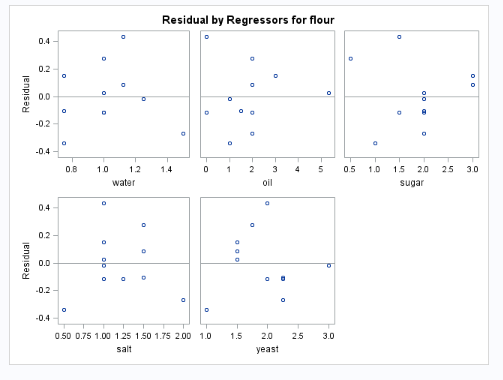 Residual by Regressors for flour
Residual
0.4
0.2
0.0
-0.2
-0.4
0.8 1.0 1.2 1.4
water
0 1 2 3 4 5
oil
0.5 1.0 1.5 2.0 2.5 3.0
sugar
Residual
0.4
0.2
0.0
-0.2
-0.4
0.50 0.75 1.00 1.25 1.50 1.75 2.00
salt
1.0 1.5 2.0 2.5 3.0
yeast